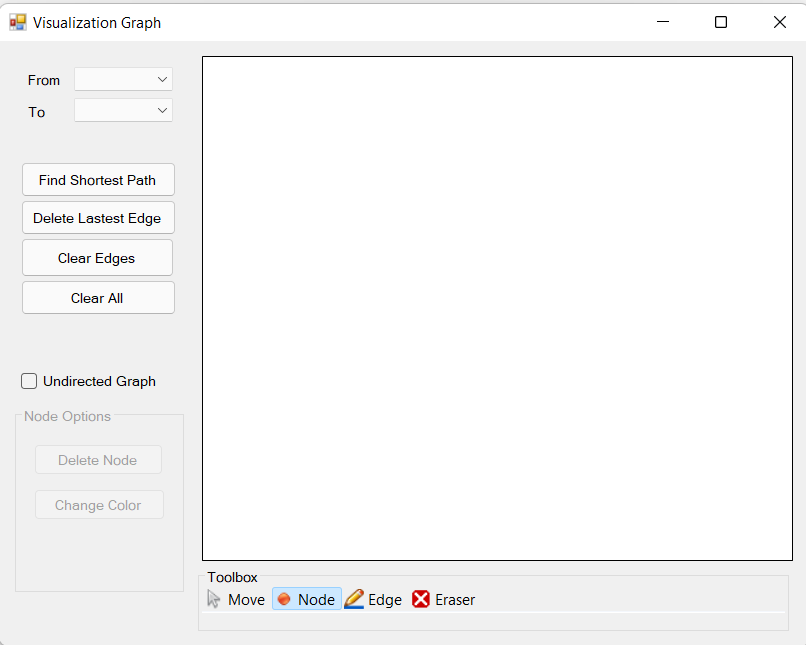 Visualization Graph
From
To
Find Shortest Path
Delete Lastest Edge
Clear Edges
Clear All
Undirected Graph
Node Options
Delete Node
Change Color
Toolbox
Move Node Edge Eraser